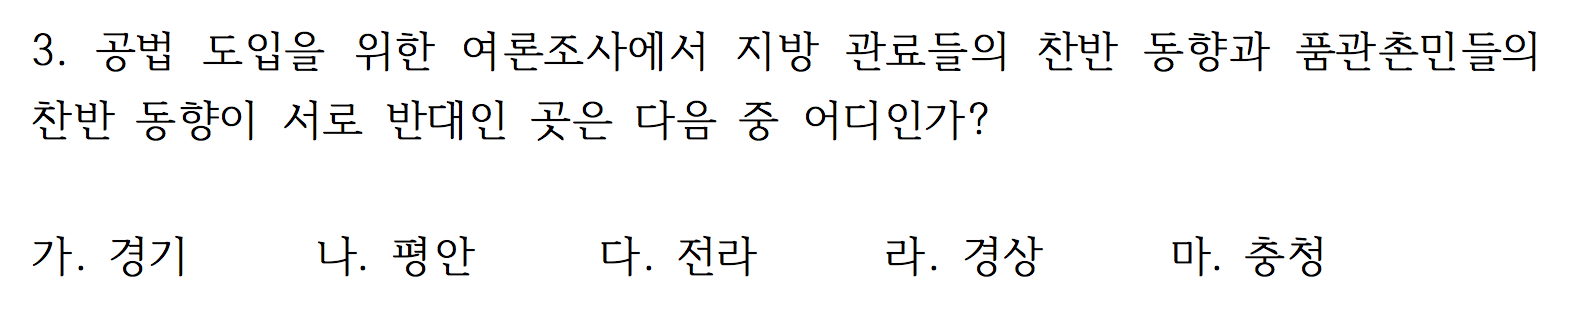 3. 공법 도입을 위한 여론조사에서 지방 관료들의 찬반 동향과 품관촌민들의
찬반 동향이 서로 반대인 곳은 다음 중 어디인가?
가. 경기 나. 평안 다. 전라 라. 경상 마. 충청